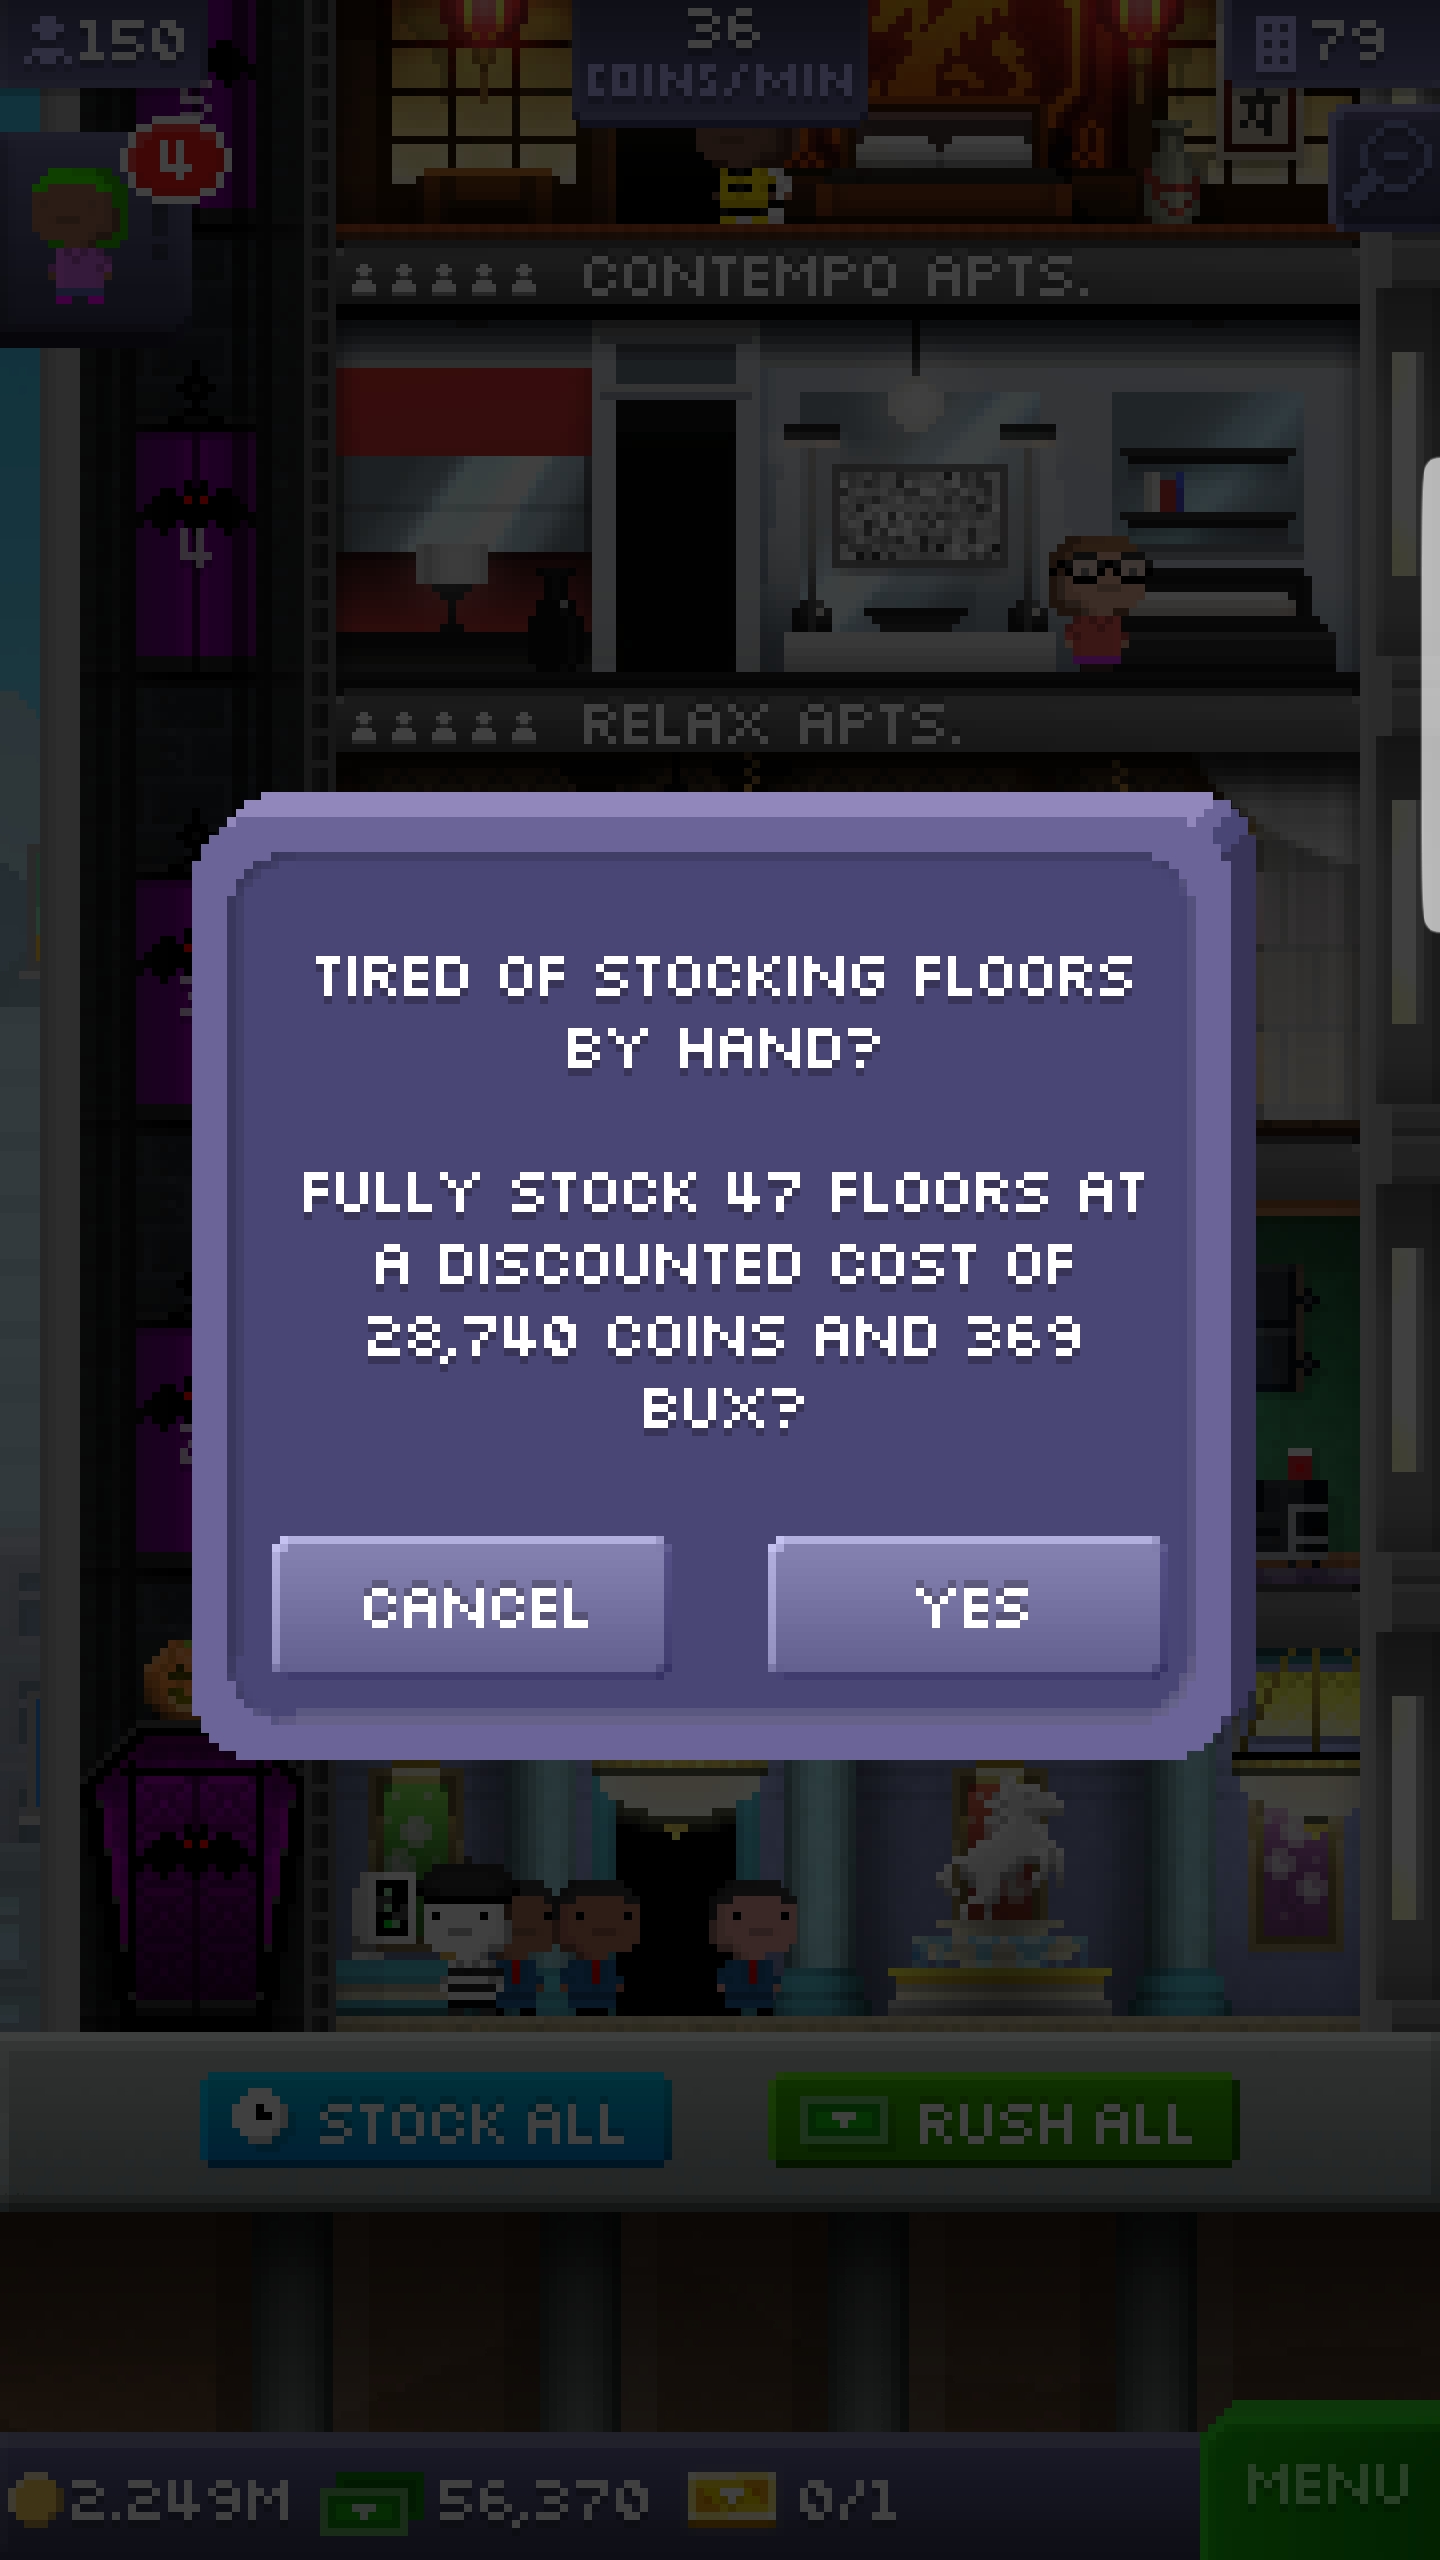 150
36
COINS/MIN
79
4
CONTEMPO APTS.
4
RELAX APTS.
TIRED OF STOCKING FLOORS
BY HAND?
FULLY STOCK 47 FLOORS AT
A DISCOUNTED COST OF
28,740 COINS AND 369
BUX?
CANCEL
YES
STOCK ALL
RUSH ALL
2.249M
56,370
0/1
MENU